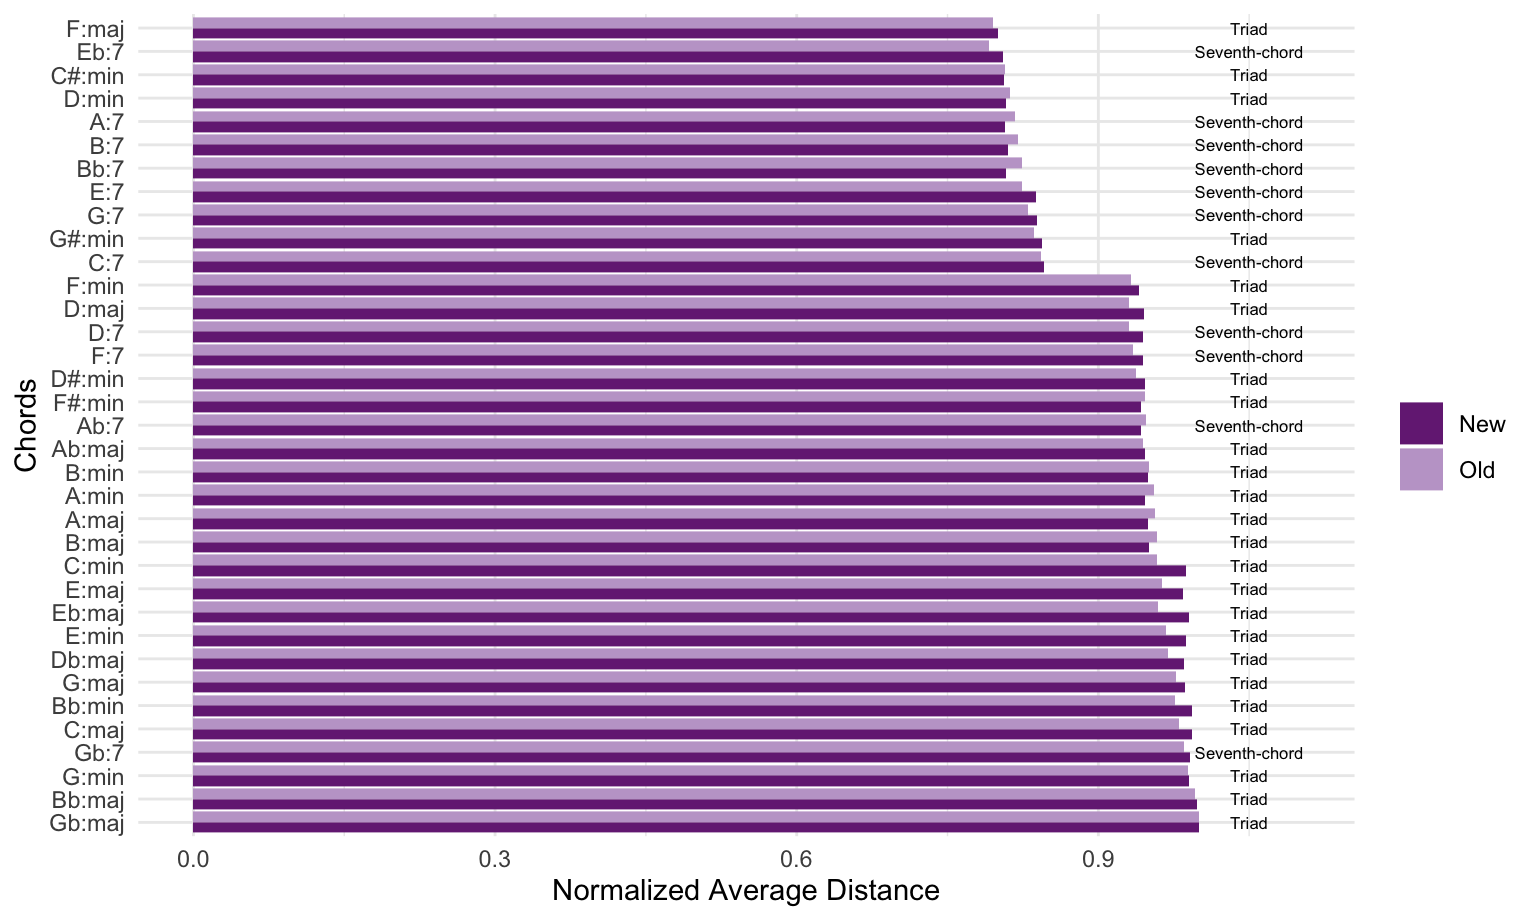 F:maj Triad
Eb:7 Seventh-chord
C#:min Triad
D:min Triad
A:7 Seventh-chord
B:7 Seventh-chord
Bb:7 Seventh-chord
E:7 Seventh-chord
G:7 Seventh-chord
G#:min Triad
C:7 Seventh-chord
F:min Triad
D:maj Triad
D:7 Seventh-chord
F:7 Seventh-chord
D#:min Triad
F#:min Triad
Ab:7 Seventh-chord
Ab:maj Triad
B:min Triad
A:min Triad
A:maj Triad
B:maj Triad
C:min Triad
E:maj Triad
Eb:maj Triad
E:min Triad
Db:maj Triad
G:maj Triad
Bb:min Triad
C:maj Triad
Gb:7 Seventh-chord
G:min Triad
Bb:maj Triad
Gb:maj Triad
Chords
0.0 0.3 0.6 0.9
Normalized Average Distance
New
Old